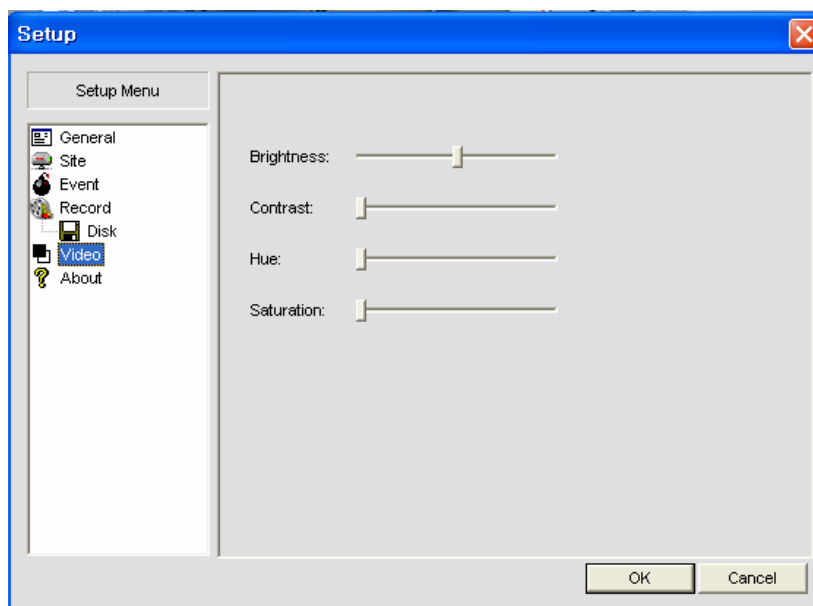 Setup
Setup Menu
General
Site
Event
Record
Disk
Video
About
Brightness:
Contrast:
Hue:
Saturation:
OK
Cancel